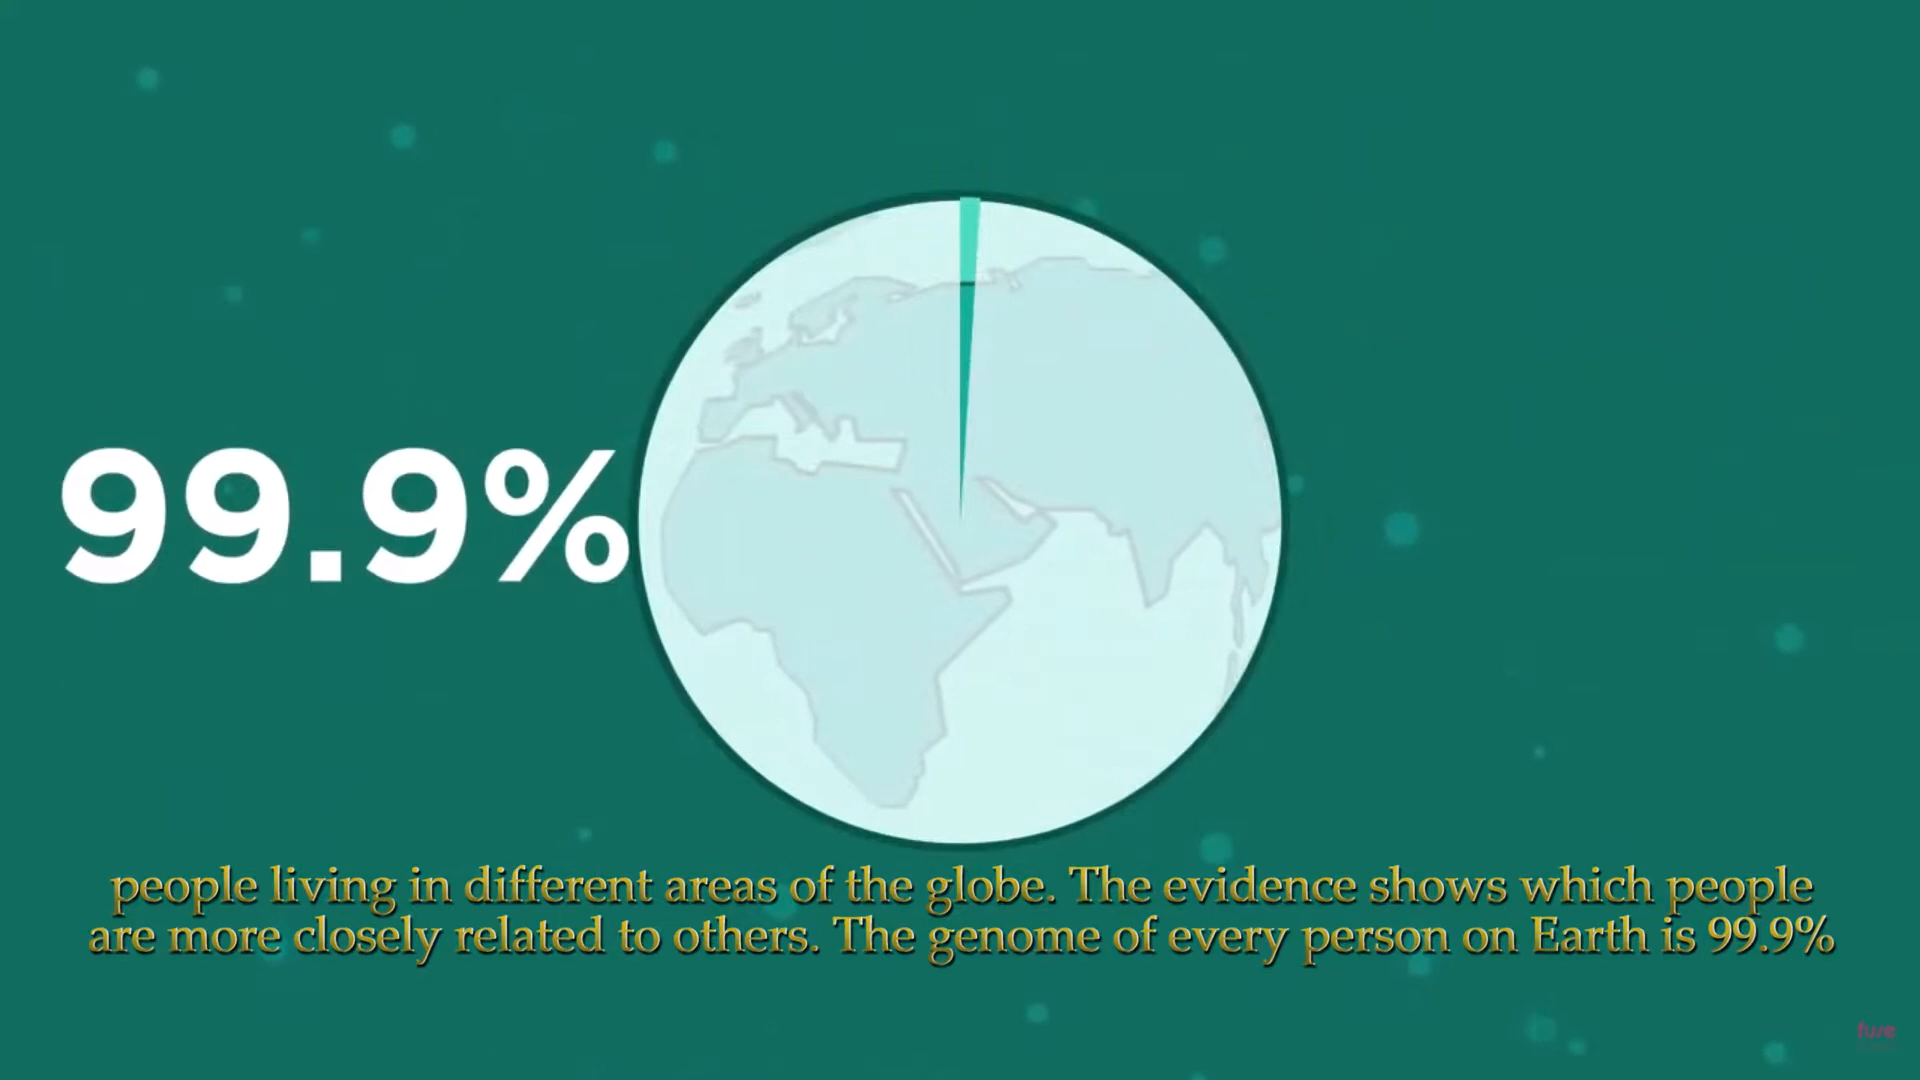 99.9%
people living in different areas of the globe. The evidence shows which people
are more closely related to others. The genome of every person on Earth is 99.9%
fuse